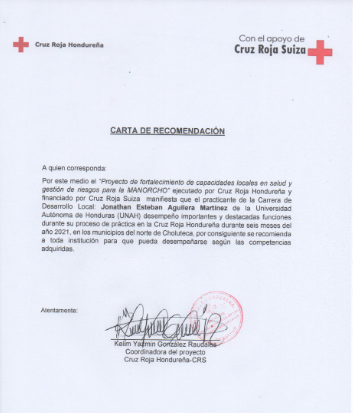 Cruz Roja Hondureña
Con el apoyo de
Cruz Roja Suiza
CARTA DE RECOMENDACIÓN
A quien corresponda:
Por este medio el "Proyecto de fortalecimiento de capacidades locales en salud y
gestión de riesgos para la MANORCHO" ejecutado por Cruz Roja Hondureña y
financiado por Cruz Roja Suiza manifiesta que el practicante de la Carrera de
Desarrollo Local: Jonathan Esteban Aguilera Martínez de la Universidad
Autónoma de Honduras (UNAH) desempeño importantes y destacadas funciones
durante su proceso de práctica en la Cruz Roja Hondureña durante seis meses del
año 2021, en los municipios del norte de Choluteca, por consiguiente se recomienda
a toda institución para que pueda desempañarse según las competencias
adquiridas.
Atentamente:
Kelim Yazmin González Raudales
Coordinadora del proyecto
Cruz Roja Hondureña-CRS